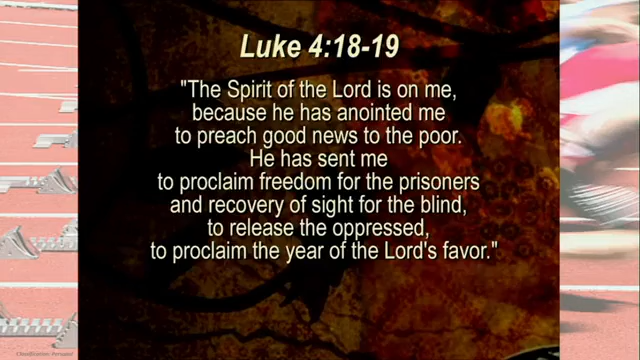 Luke 4:18-19
"The Spirit of the Lord is on me,
because he has anointed me
to preach good news to the poor.
He has sent me
to proclaim freedom for the prisoners
and recovery of sight for the blind,
to release the oppressed,
to proclaim the year of the Lord's favor."
Classification: Personal